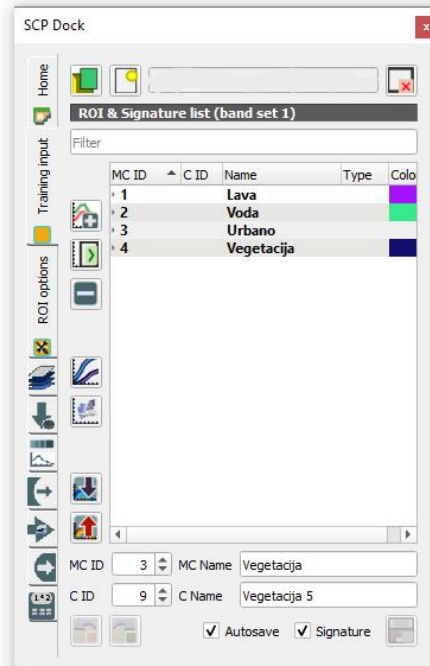 SCP Dock
x
Home
Training input
ROI options
ROI & Signature list (band set 1)
Filter
MC ID C ID Name Type Colo
1 Lava
2 Voda
3 Urbano
4 Vegetacija
MC ID 3 MC Name Vegetacija
C ID 9 C Name Vegetacija 5
Autosave Signature